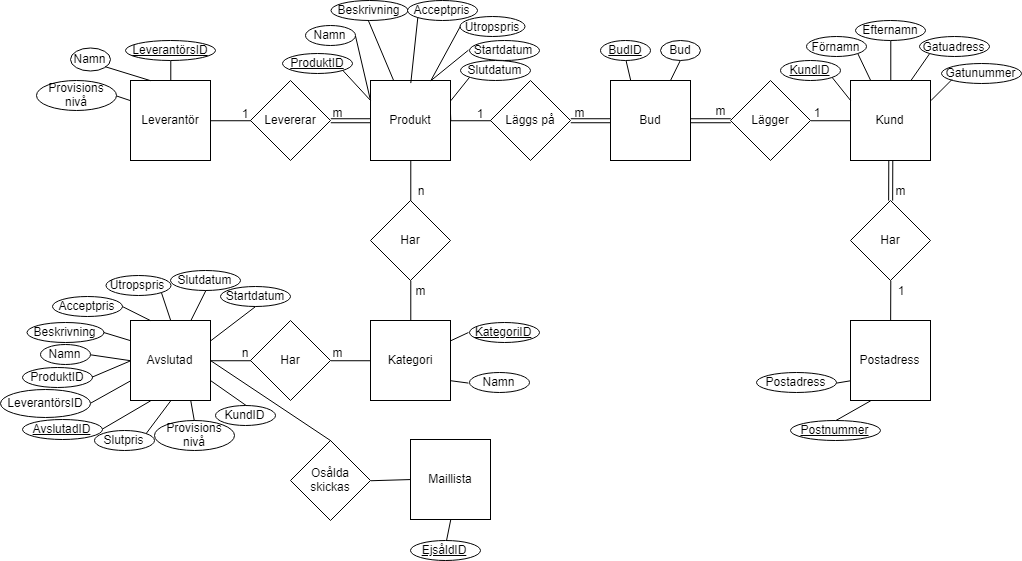 Beskrivning
Acceptpris
Efternamn
Namn
Utropspris
LeverantörsID
Förnamn
Gatuadress
Namn
Startdatum
BudID
Bud
ProduktID
Slutdatum
KundID
Gatunummer
Provisions
nivå
Leverantör
1
Levererar
m
Produkt
1
Läggs på
m
Bud
m
Lägger
1
Kund
n
m
Har
Har
m
1
Slutdatum
Utropspris
Startdatum
Acceptpris
Beskrivning
KategoriID
Namn
Avslutad
n
Har
m
Kategori
Postadress
ProduktID
Namn
Postadress
LeverantörsID
KundID
AvslutadID
Provisions
nivå
Postnummer
Slutpris
Osålda
skickas
Maillista
EjsåldID